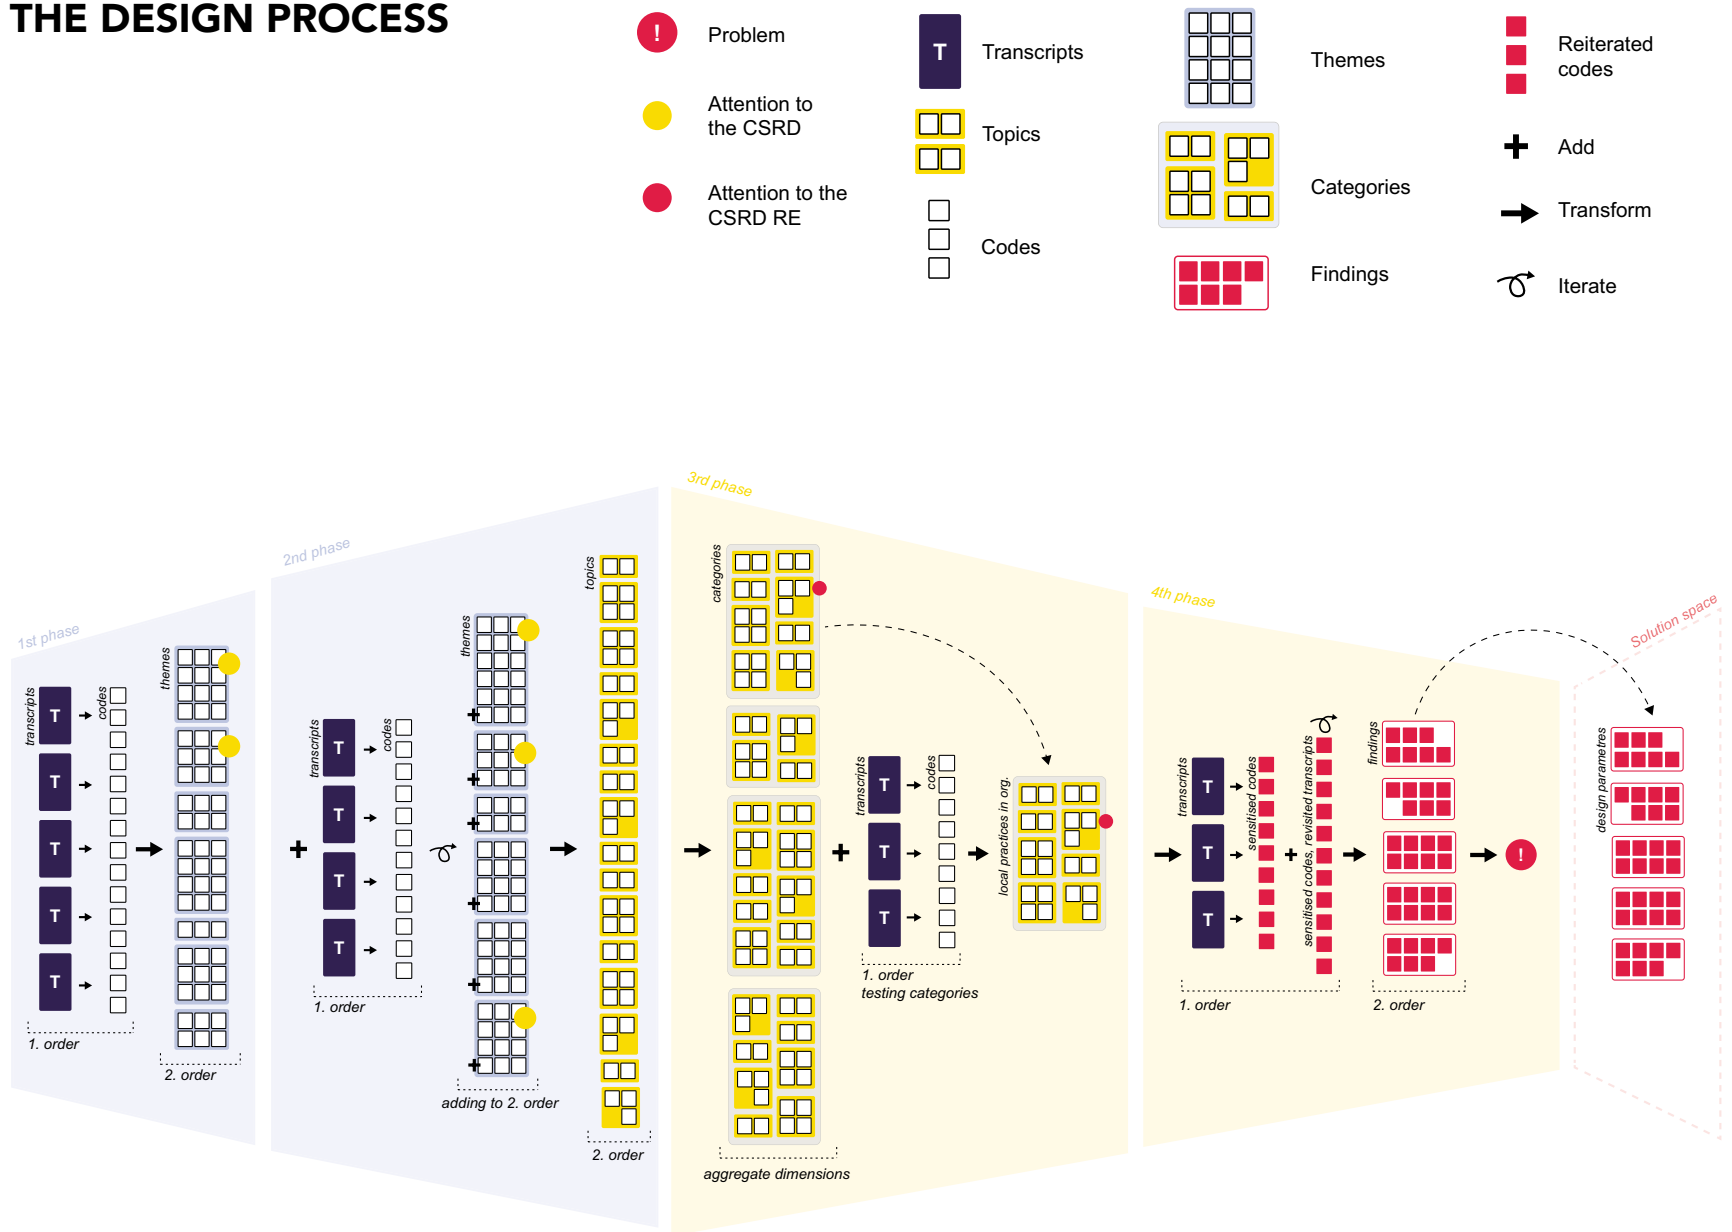 THE DESIGN PROCESS
!
Problem
Attention to
the CSRD
Attention to the
CSRD RE
T
Transcripts
Topics
Codes
Themes
Categories
Findings
Reiterated
codes
Add
Transform
Iterate
1st phase
transcripts
T
T
T
T
T
codes
1. order
themes
2. order
2nd phase
transcripts
T
T
T
T
codes
1. order
themes
adding to 2. order
topics
2. order
3rd phase
categories
aggregate dimensions
transcripts
T
T
T
codes
1. order
testing categories
local practices in org.
4th phase
transcripts
T
T
T
sensitised codes
sensitised codes, revisited transcripts
1. order
findings
2. order
!
Solution space
design parametres